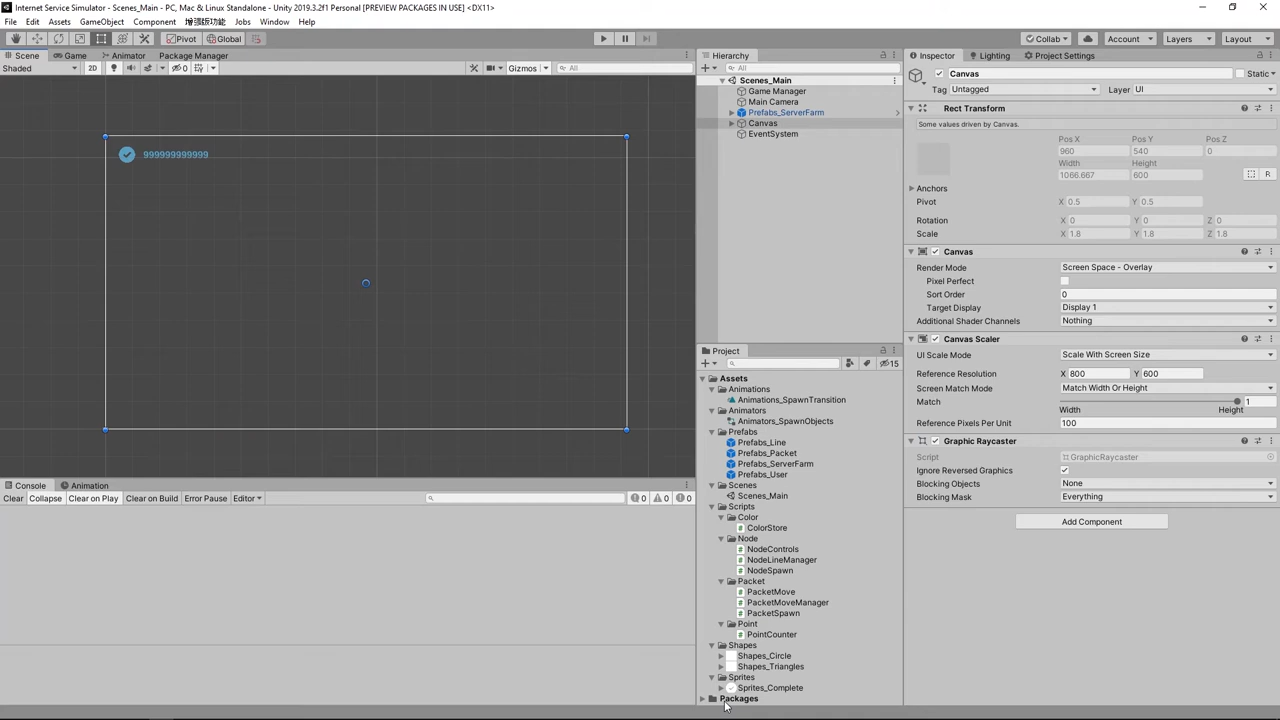 Internet Service Simulator - Scenes_Main - PC, Mac & Linux Standalone - Unity 2019.3.2f1 Personal [PREVIEW PACKAGES IN USE] <DX11>
File Edit Assets GameObject Component 增强版功能 Jobs Window Help
Pivot Global Collab Account Layers Layout
Scene Game Animator Package Manager
Shaded 2D 0 Gizmos All
999999999999
Console Animation
Clear Collapse Clear on Play Clear on Build Error Pause Editor 0 0 0
Hierarchy
All
Scenes_Main
Game Manager
Main Camera
Prefabs_ServerFarm
Canvas
EventSystem
Project
15
Assets
Animations
Animations_SpawnTransition
Animators
Animators_SpawnObjects
Prefabs
Prefabs_Line
Prefabs_Packet
Prefabs_ServerFarm
Prefabs_User
Scenes
Scenes_Main
Scripts
Color
ColorStore
Node
NodeControls
NodeLineManager
NodeSpawn
Packet
PacketMove
PacketMoveManager
PacketSpawn
Point
PointCounter
Shapes
Shapes_Circle
Shapes_Triangles
Sprites
Sprites_Complete
Packages
Inspector Lighting Project Settings
Canvas Static
Tag Untagged Layer UI
Rect Transform
Some values driven by Canvas.
Pos X Pos Y Pos Z
960 540 0
Width Height
1066.667 600 R
Anchors
Pivot X 0.5 Y 0.5
Rotation X 0 Y 0 Z 0
Scale X 1.8 Y 1.8 Z 1.8
Canvas
Render Mode Screen Space - Overlay
Pixel Perfect
Sort Order 0
Target Display Display 1
Additional Shader Channels Nothing
Canvas Scaler
UI Scale Mode Scale With Screen Size
Reference Resolution X 800 Y 600
Screen Match Mode Match Width Or Height
Match 1
Width Height
Reference Pixels Per Unit 100
Graphic Raycaster
Script GraphicRaycaster
Ignore Reversed Graphics
Blocking Objects None
Blocking Mask Everything
Add Component